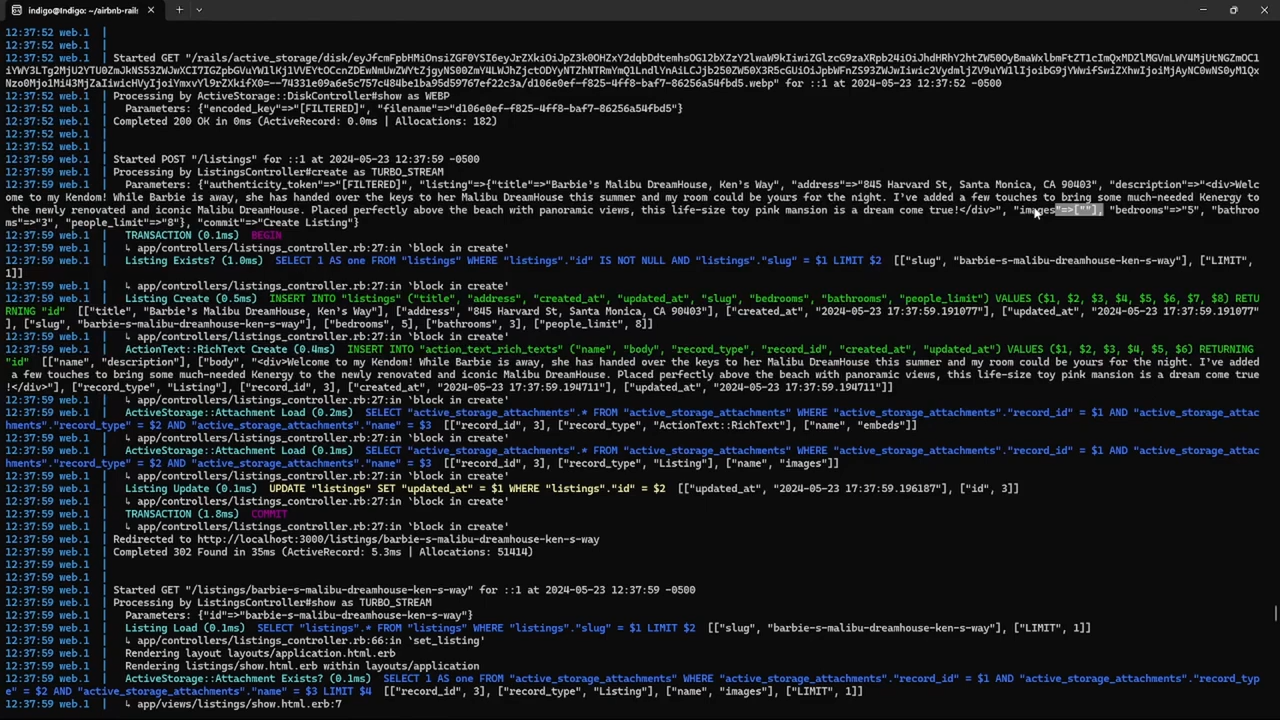 indigo@Indigo: ~/airbnb-rails
12:37:52 web.1 |
12:37:52 web.1 |
12:37:52 web.1 | Started GET "/rails/active_storage/disk/
" for ::1 at 2024-05-23 12:37:52 -0500
12:37:52 web.1 | Processing by ActiveStorage::DiskController#show as WEBP
12:37:52 web.1 | Parameters: {"encoded_key"=>"[FILTERED]", "filename"=>"d106e0ef-f825-4ff8-baf7-86256a54fbd5"}
12:37:52 web.1 | Completed 200 OK in 0ms (ActiveRecord: 0.0ms | Allocations: 182)
12:37:52 web.1 |
12:37:52 web.1 |
12:37:59 web.1 | Started POST "/listings" for ::1 at 2024-05-23 12:37:59 -0500
12:37:59 web.1 | Processing by ListingsController#create as TURBO_STREAM
12:37:59 web.1 | Parameters: {"authenticity_token"=>"[FILTERED]", "listing"=>{"title"=>"Barbie's Malibu DreamHouse, Ken's Way", "address"=>"845 Harvard St, Santa Monica, CA 90403", "description"=>"<div>Welc
ome to my Kendom! While Barbie is away, she has handed over the keys to her Malibu DreamHouse this summer and my room could be yours for the night. I've added a few touches to bring some much-needed Kenergy to
the newly renovated and iconic Malibu DreamHouse. Placed perfectly above the beach with panoramic views, this life-size toy pink mansion is a dream come true!</div>", "images"=>[""], "bedrooms"=>"5", "bathroo
ms"=>"3", "people_limit"=>"8"}, "commit"=>"Create Listing"}
12:37:59 web.1 | TRANSACTION (0.1ms) BEGIN
12:37:59 web.1 | ↳ app/controllers/listings_controller.rb:27:in `block in create'
12:37:59 web.1 | Listing Exists? (1.0ms) SELECT 1 AS one FROM "listings" WHERE "listings"."id" IS NOT NULL AND "listings"."slug" = $1 LIMIT $2 [["slug", "barbie-s-malibu-dreamhouse-ken-s-way"], ["LIMIT",
1]]
12:37:59 web.1 | ↳ app/controllers/listings_controller.rb:27:in `block in create'
12:37:59 web.1 | Listing Create (0.5ms) INSERT INTO "listings" ("title", "address", "created_at", "updated_at", "slug", "bedrooms", "bathrooms", "people_limit") VALUES ($1, $2, $3, $4, $5, $6, $7, $8) RETU
RNING "id" [["title", "Barbie's Malibu DreamHouse, Ken's Way"], ["address", "845 Harvard St, Santa Monica, CA 90403"], ["created_at", "2024-05-23 17:37:59.191077"], ["updated_at", "2024-05-23 17:37:59.191077"
], ["slug", "barbie-s-malibu-dreamhouse-ken-s-way"], ["bedrooms", 5], ["bathrooms", 3], ["people_limit", 8]]
12:37:59 web.1 | ↳ app/controllers/listings_controller.rb:27:in `block in create'
12:37:59 web.1 | ActionText::RichText Create (0.4ms) INSERT INTO "action_text_rich_texts" ("name", "body", "record_type", "record_id", "created_at", "updated_at") VALUES ($1, $2, $3, $4, $5, $6) RETURNING
"id" [["name", "description"], ["body", "<div>Welcome to my Kendom! While Barbie is away, she has handed over the keys to her Malibu DreamHouse this summer and my room could be yours for the night. I've added
a few touches to bring some much-needed Kenergy to the newly renovated and iconic Malibu DreamHouse. Placed perfectly above the beach with panoramic views, this life-size toy pink mansion is a dream come true
!</div>"], ["record_type", "Listing"], ["record_id", 3], ["created_at", "2024-05-23 17:37:59.194711"], ["updated_at", "2024-05-23 17:37:59.194711"]]
12:37:59 web.1 | ↳ app/controllers/listings_controller.rb:27:in `block in create'
12:37:59 web.1 | ActiveStorage::Attachment Load (0.2ms) SELECT "active_storage_attachments".* FROM "active_storage_attachments" WHERE "active_storage_attachments"."record_id" = $1 AND "active_storage_attac
hments"."record_type" = $2 AND "active_storage_attachments"."name" = $3 [["record_id", 3], ["record_type", "ActionText::RichText"], ["name", "embeds"]]
12:37:59 web.1 | ↳ app/controllers/listings_controller.rb:27:in `block in create'
12:37:59 web.1 | ActiveStorage::Attachment Load (0.1ms) SELECT "active_storage_attachments".* FROM "active_storage_attachments" WHERE "active_storage_attachments"."record_id" = $1 AND "active_storage_attac
hments"."record_type" = $2 AND "active_storage_attachments"."name" = $3 [["record_id", 3], ["record_type", "Listing"], ["name", "images"]]
12:37:59 web.1 | ↳ app/controllers/listings_controller.rb:27:in `block in create'
12:37:59 web.1 | Listing Update (0.1ms) UPDATE "listings" SET "updated_at" = $1 WHERE "listings"."id" = $2 [["updated_at", "2024-05-23 17:37:59.196187"], ["id", 3]]
12:37:59 web.1 | ↳ app/controllers/listings_controller.rb:27:in `block in create'
12:37:59 web.1 | TRANSACTION (1.8ms) COMMIT
12:37:59 web.1 | ↳ app/controllers/listings_controller.rb:27:in `block in create'
12:37:59 web.1 | Redirected to http://localhost:3000/listings/barbie-s-malibu-dreamhouse-ken-s-way
12:37:59 web.1 | Completed 302 Found in 35ms (ActiveRecord: 5.3ms | Allocations: 51414)
12:37:59 web.1 |
12:37:59 web.1 |
12:37:59 web.1 | Started GET "/listings/barbie-s-malibu-dreamhouse-ken-s-way" for ::1 at 2024-05-23 12:37:59 -0500
12:37:59 web.1 | Processing by ListingsController#show as TURBO_STREAM
12:37:59 web.1 | Parameters: {"id"=>"barbie-s-malibu-dreamhouse-ken-s-way"}
12:37:59 web.1 | Listing Load (0.1ms) SELECT "listings".* FROM "listings" WHERE "listings"."slug" = $1 LIMIT $2 [["slug", "barbie-s-malibu-dreamhouse-ken-s-way"], ["LIMIT", 1]]
12:37:59 web.1 | ↳ app/controllers/listings_controller.rb:66:in `set_listing'
12:37:59 web.1 | Rendering layout layouts/application.html.erb
12:37:59 web.1 | Rendering listings/show.html.erb within layouts/application
12:37:59 web.1 | ActiveStorage::Attachment Exists? (0.1ms) SELECT 1 AS one FROM "active_storage_attachments" WHERE "active_storage_attachments"."record_id" = $1 AND "active_storage_attachments"."record_typ
e" = $2 AND "active_storage_attachments"."name" = $3 LIMIT $4 [["record_id", 3], ["record_type", "Listing"], ["name", "images"], ["LIMIT", 1]]
12:37:59 web.1 | ↳ app/views/listings/show.html.erb:7